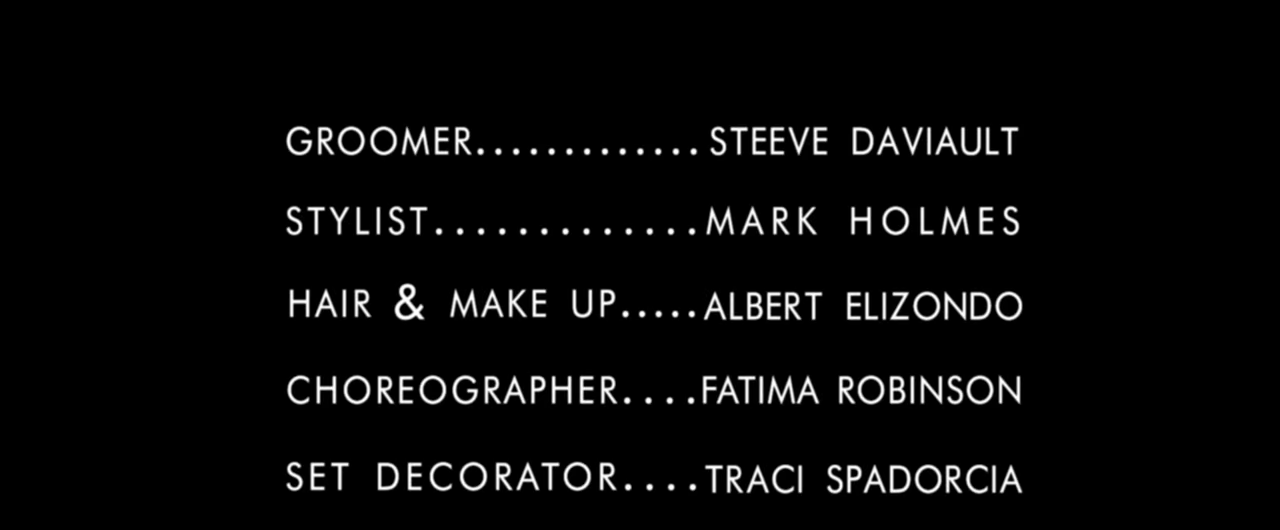 GROOMER.............STEEVE DAVIAULT
STYLIST.............MARK HOLMES
HAIR & MAKE UP.....ALBERT ELIZONDO
CHOREOGRAPHER....FATIMA ROBINSON
SET DECORATOR....TRACI SPADORCIA